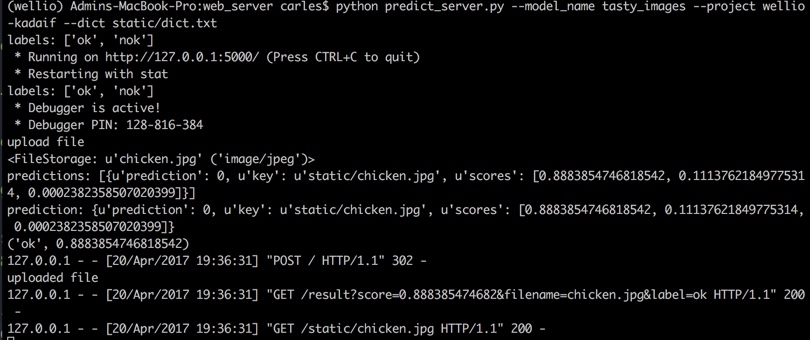 (wellio) Admins-MacBook-Pro:web_server carles$ python predict_server.py --model_name tasty_images --project wellio
-kadaif --dict static/dict.txt
labels: ['ok', 'nok']
 * Running on http://127.0.0.1:5000/ (Press CTRL+C to quit)
 * Restarting with stat
labels: ['ok', 'nok']
 * Debugger is active!
 * Debugger PIN: 128-816-384
upload file
<FileStorage: u'chicken.jpg' ('image/jpeg')>
predictions: [{u'prediction': 0, u'key': u'static/chicken.jpg', u'scores': [0.8883854746818542, 0.1113762184977531
4, 0.0002382358507020399]}]
prediction: {u'prediction': 0, u'key': u'static/chicken.jpg', u'scores': [0.8883854746818542, 0.11137621849775314,
 0.0002382358507020399]}
('ok', 0.8883854746818542)
127.0.0.1 - - [20/Apr/2017 19:36:31] "POST / HTTP/1.1" 302 -
uploaded file
127.0.0.1 - - [20/Apr/2017 19:36:31] "GET /result?score=0.888385474682&filename=chicken.jpg&label=ok HTTP/1.1" 200
 -
127.0.0.1 - - [20/Apr/2017 19:36:31] "GET /static/chicken.jpg HTTP/1.1" 200 -